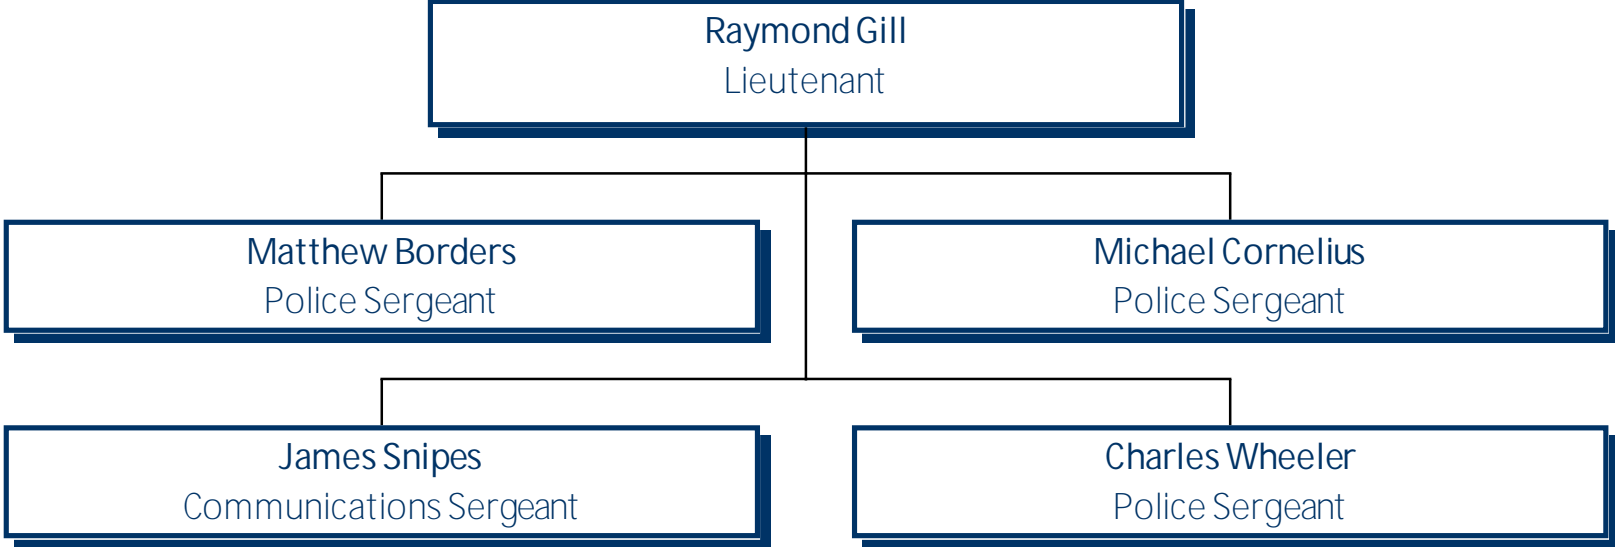 Raymond Gill
Lieutenant
Matthew Borders
Police Sergeant
Michael Cornelius
Police Sergeant
James Snipes
Communications Sergeant
Charles Wheeler
Police Sergeant